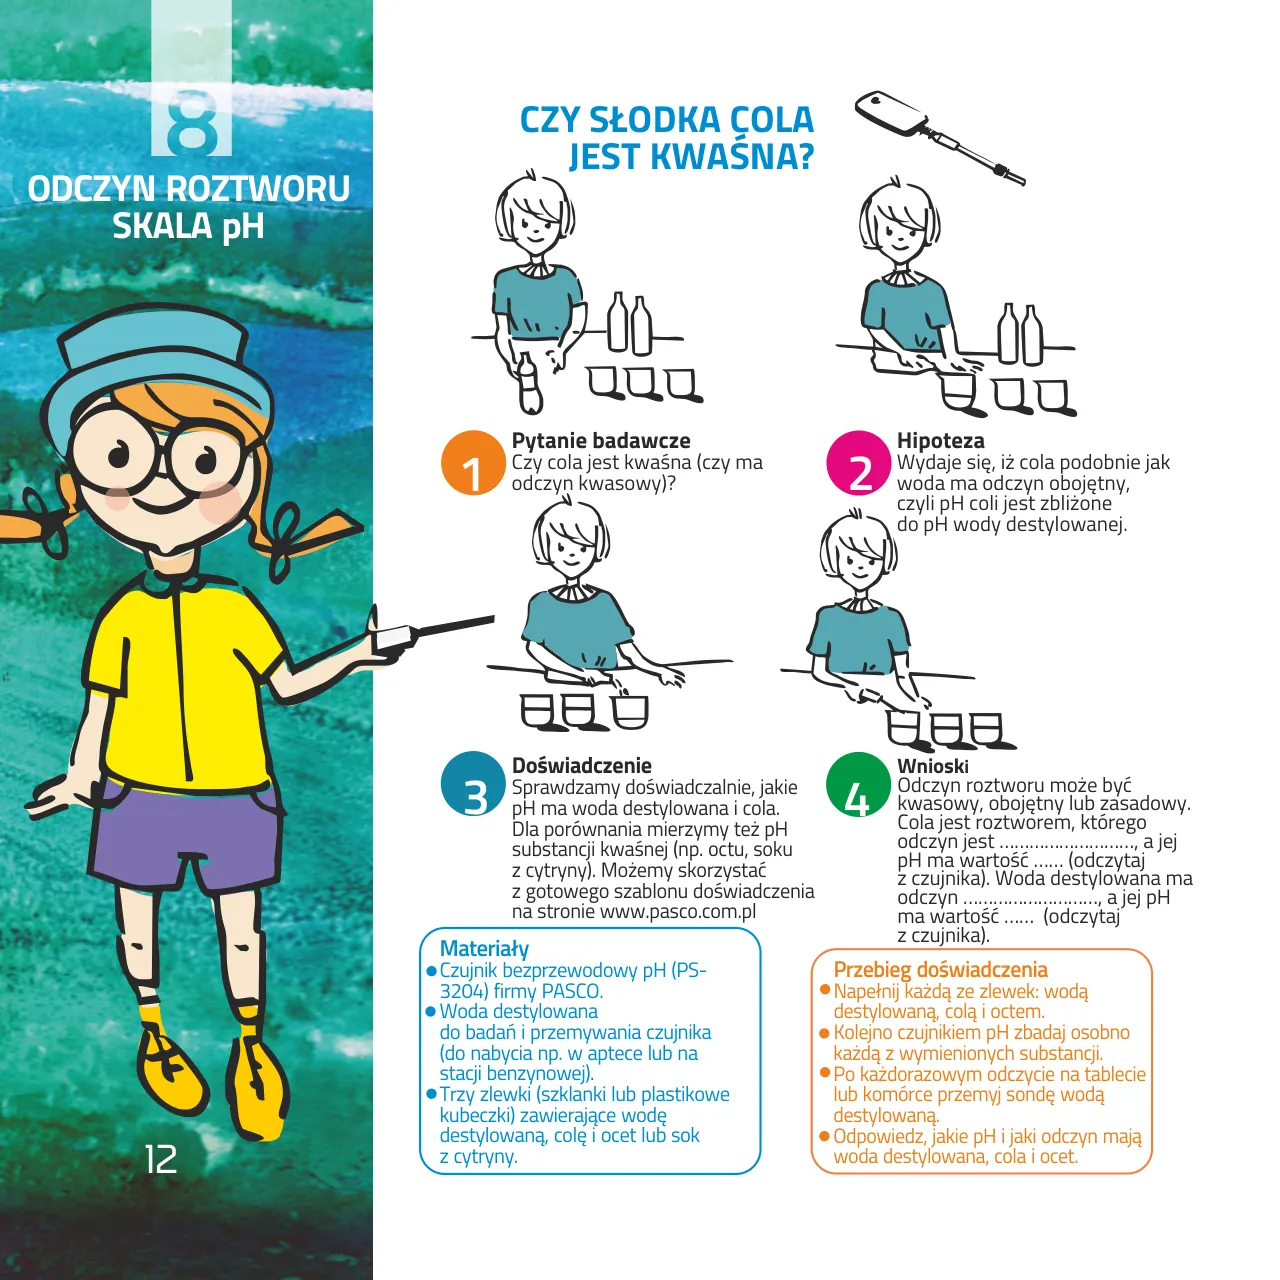 8
ODCZYN ROZTWORU
SKALA pH
CZY SŁODKA COLA
JEST KWAŚNA?
1
Pytanie badawcze
Czy cola jest kwaśna (czy ma
odczyn kwasowy)?
2
Hipoteza
Wydaje się, iż cola podobnie jak
woda ma odczyn obojętny,
czyli pH coli jest zbliżone
do pH wody destylowanej.
3
Doświadczenie
Sprawdzamy doświadczalnie, jakie
pH ma woda destylowana i cola.
Dla porównania mierzymy też pH
substancji kwaśnej (np. octu, soku
z cytryny). Możemy skorzystać
z gotowego szablonu doświadczenia
na stronie www.pasco.com.pl
4
Wnioski
Odczyn roztworu może być
kwasowy, obojętny lub zasadowy.
Cola jest roztworem, którego
odczyn jest ..........................., a jej
pH ma wartość ...... (odczytaj
z czujnika). Woda destylowana ma
odczyn ..........................., a jej pH
ma wartość ...... (odczytaj
z czujnika).
Materiały
● Czujnik bezprzewodowy pH (PS-
3204) firmy PASCO.
● Woda destylowana
do badań i przemywania czujnika
(do nabycia np. w aptece lub na
stacji benzynowej).
● Trzy zlewki (szklanki lub plastikowe
kubeczki) zawierające wodę
destylowaną, colę i ocet lub sok
z cytryny.
Przebieg doświadczenia
● Napełnij każdą ze zlewek: wodą
destylowaną, colą i octem.
● Kolejno czujnikiem pH zbadaj osobno
każdą z wymienionych substancji.
● Po każdorazowym odczycie na tablecie
lub komórce przemyj sondę wodą
destylowaną.
● Odpowiedz, jakie pH i jaki odczyn mają
woda destylowana, cola i ocet.
12